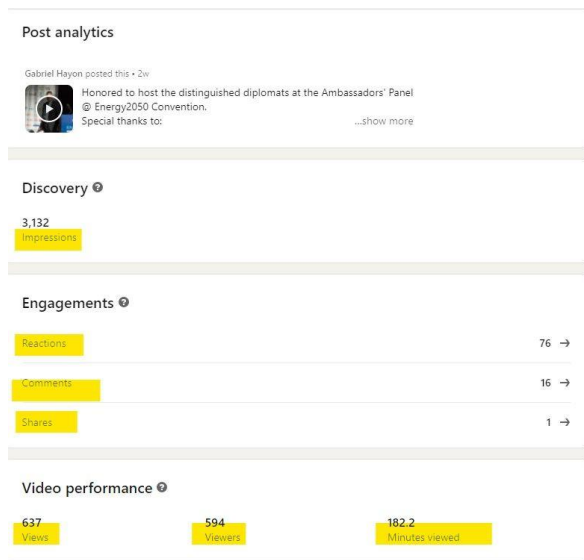 Post analytics
Gabriel Hayon posted this • 2w
Honored to host the distinguished diplomats at the Ambassadors' Panel
@ Energy2050 Convention.
Special thanks to: ...show more
Discovery
3,132
Impressions
Engagements
Reactions 76
Comments 16
Shares 1
Video performance
637 594 182.2
Views Viewers Minutes viewed